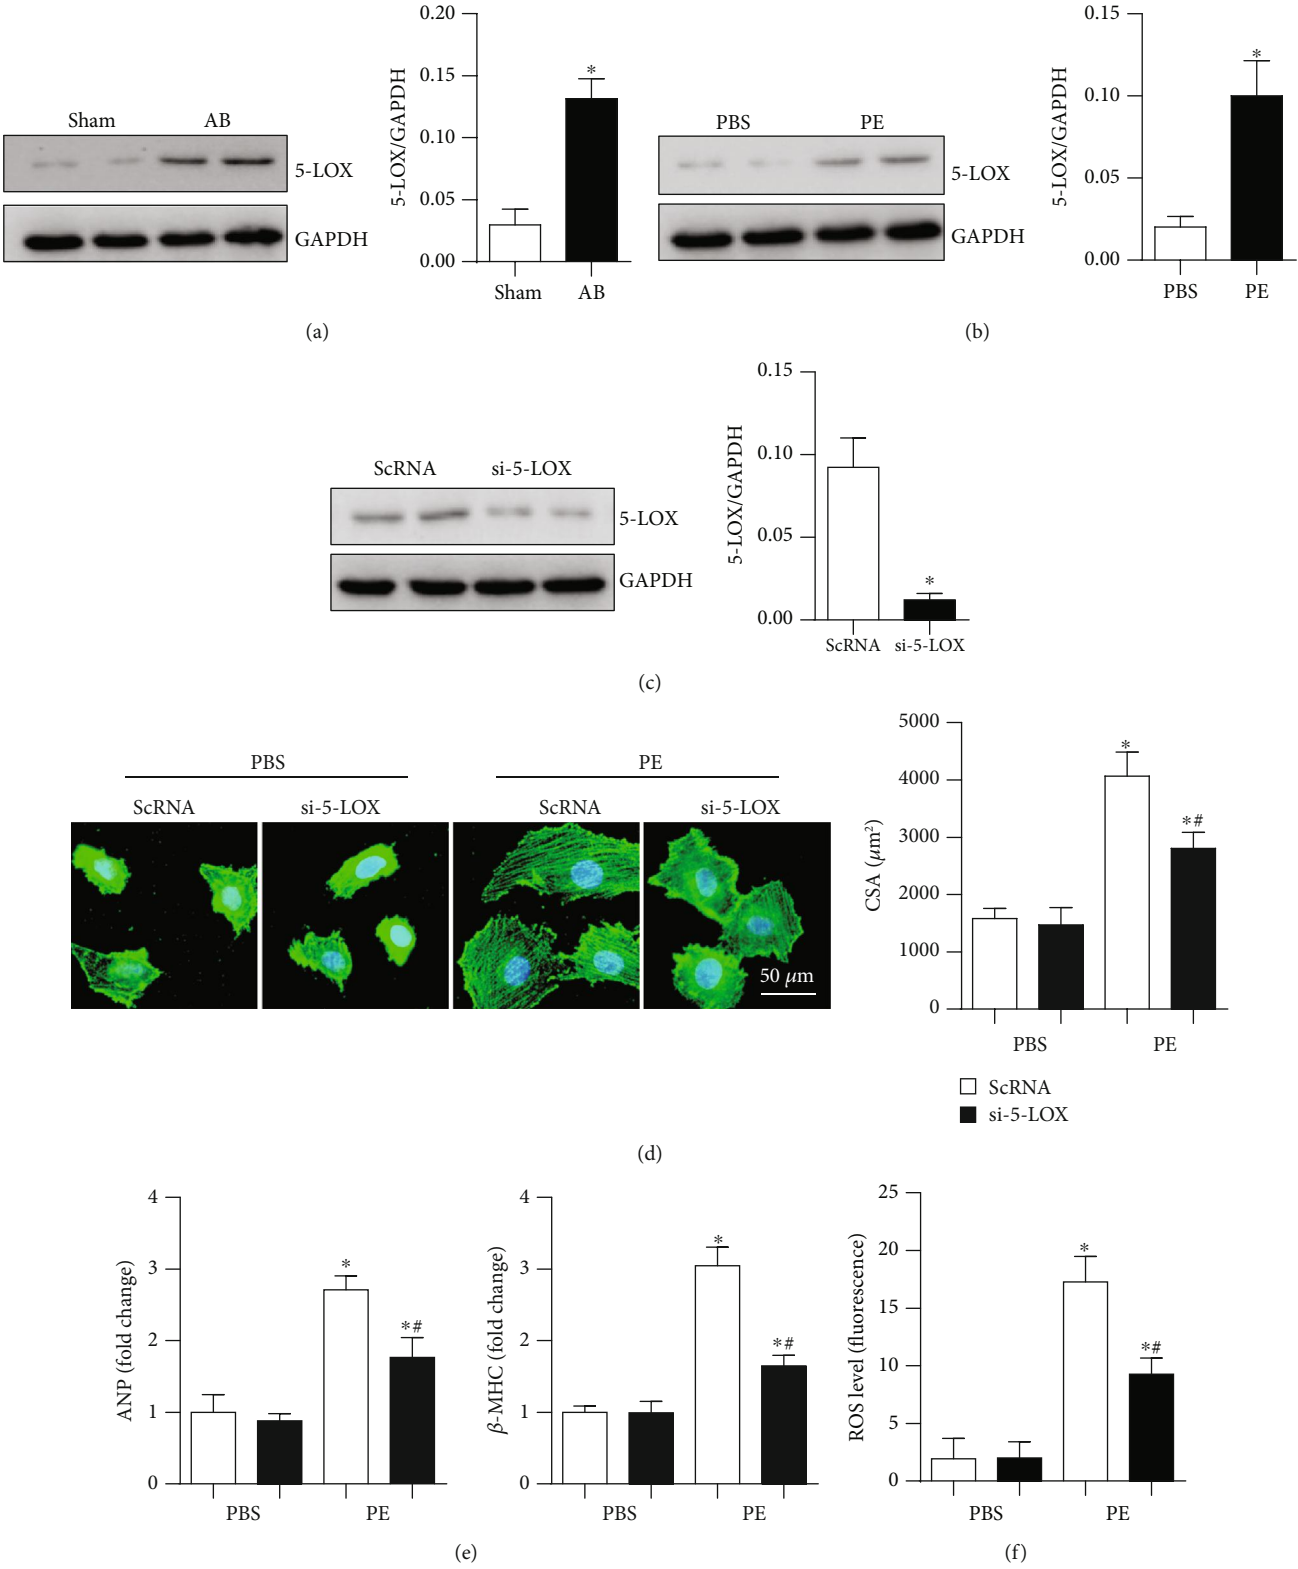 Sham AB
5-LOX
GAPDH
5-LOX/GAPDH
0.20
0.15
0.10
0.05
0.00
*
Sham AB
(a)
PBS PE
5-LOX
GAPDH
5-LOX/GAPDH
0.15
0.10
0.05
0.00
*
PBS PE
(b)
ScRNA si-5-LOX
5-LOX
GAPDH
5-LOX/GAPDH
0.15
0.10
0.05
0.00
*
ScRNA si-5-LOX
(c)
PBS PE
ScRNA si-5-LOX ScRNA si-5-LOX
50 μm
CSA (μm²)
5000
4000
3000
2000
1000
0
*
*#
PBS PE
ScRNA
si-5-LOX
(d)
ANP (fold change)
4
3
2
1
0
*
*#
PBS PE
β-MHC (fold change)
4
3
2
1
0
*
*#
PBS PE
(e)
ROS level (fluorescence)
25
20
15
10
5
0
*
*#
PBS PE
(f)